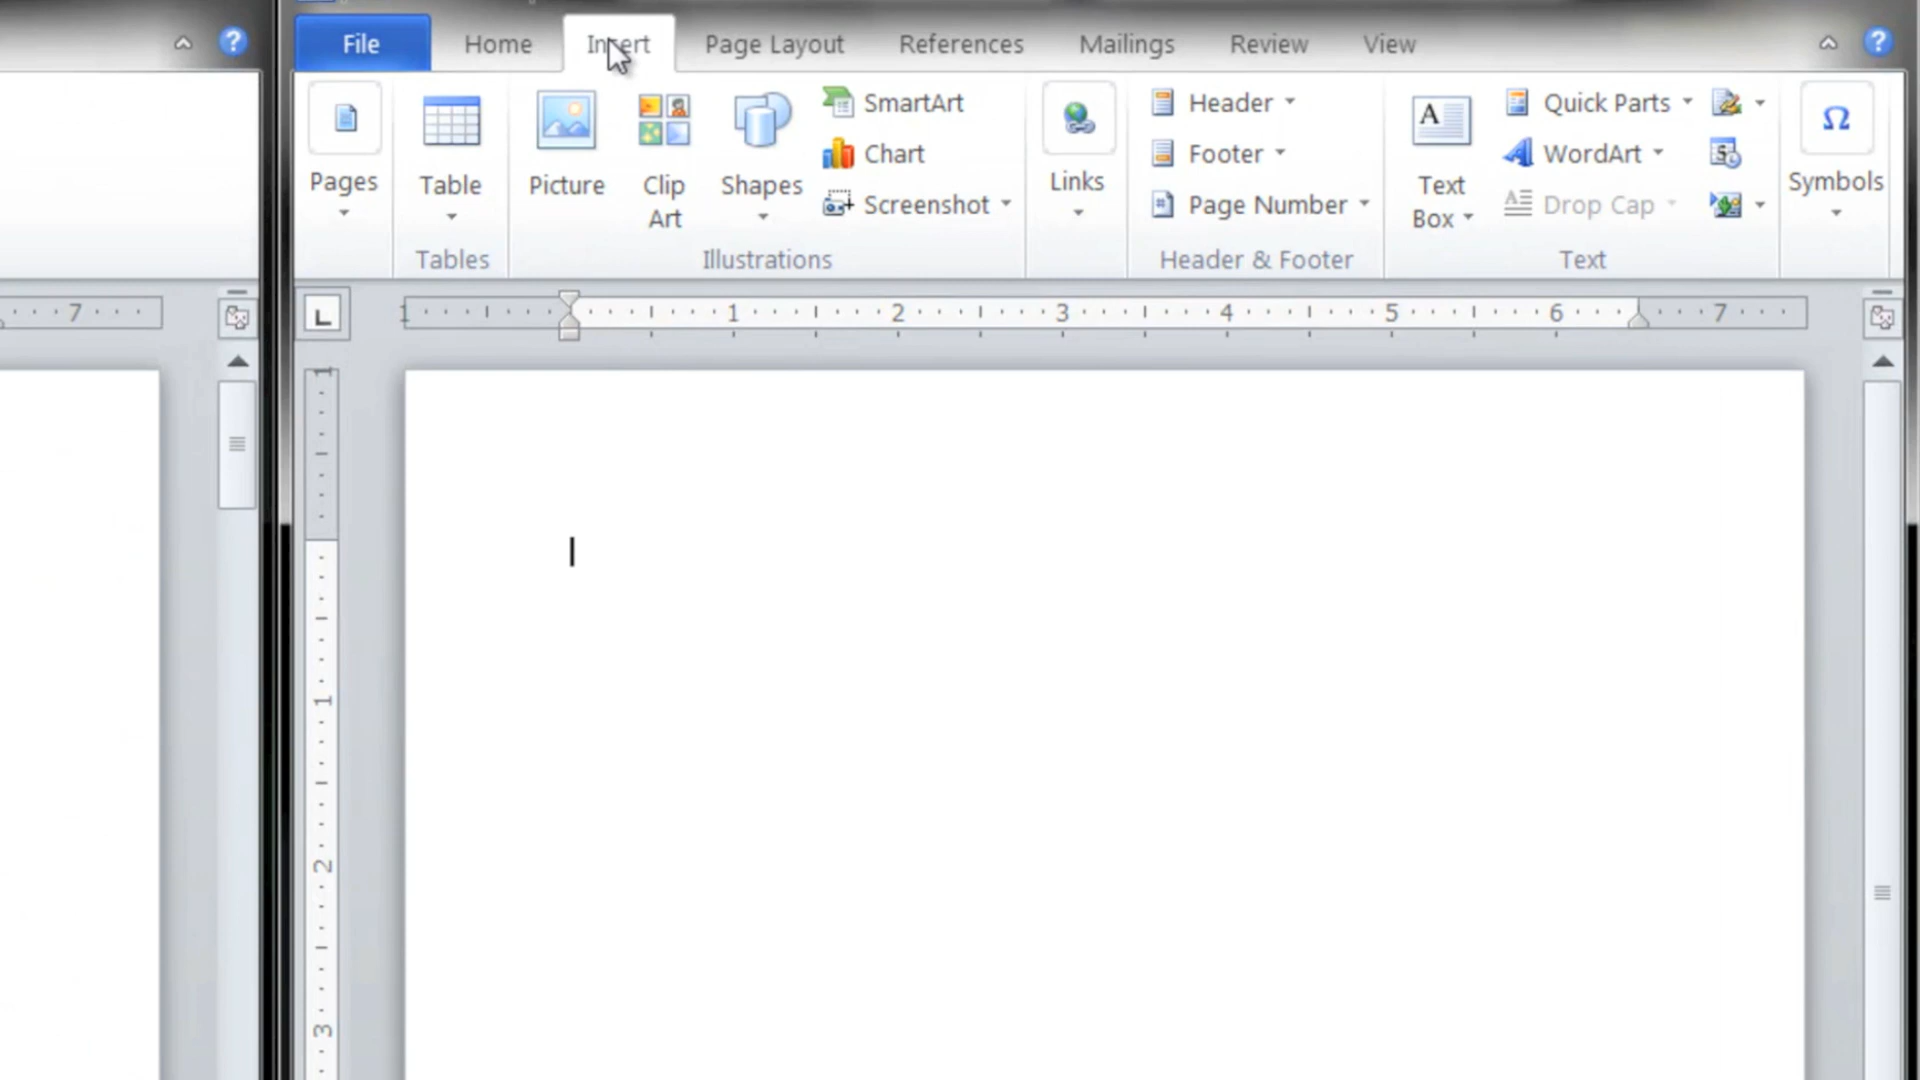 File Home Insert Page Layout References Mailings Review View
Pages
Table
Picture
Clip
Art
Shapes
SmartArt
Chart
Screenshot
Links
Header
Footer
Page Number
Text
Box
Quick Parts
WordArt
Drop Cap
Symbols
Tables Illustrations Header & Footer Text
7
1 1 2 3 4 5 6 7
1
1
2
3